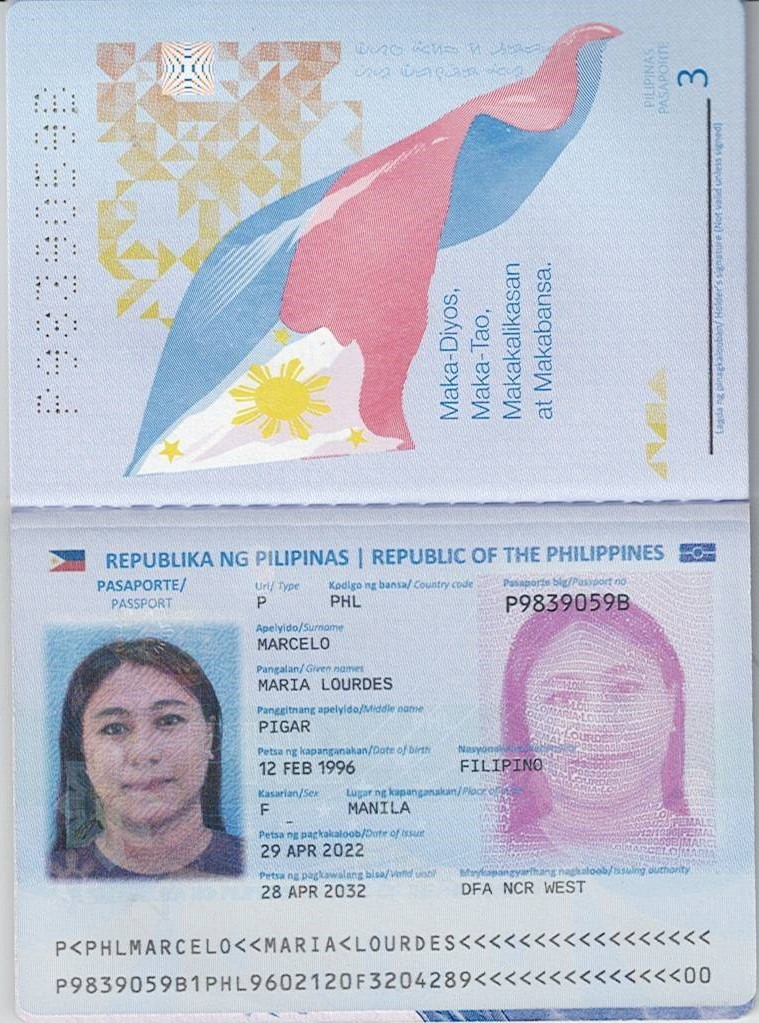 PILIPINAS
PASAPORTE
3
Maka-Diyos,
Maka-Tao,
Makakalikasan
at Makabansa.
Lagda ng pinagkalooban/ Holder's signature (Not valid unless signed)
REPUBLIKA NG PILIPINAS | REPUBLIC OF THE PHILIPPINES
PASAPORTE/
PASSPORT
Uri/ Type
Kodigo ng bansa/ Country code
Pasaporte blg/Passport no
P
PHL
P9839059B
Apelyido/Surname
MARCELO
Pangalan/ Given names
MARIA LOURDES
Panggitnang apelyido/Middle name
PIGAR
Petsa ng kapanganakan/Date of birth
12 FEB 1996
FILIPINO
Kasarian/Sex
Lugar ng kapanganakan/Place of
F
MANILA
Petsa ng pagkakaloob/Date of issue
29 APR 2022
Petsa ng pagkawalang bisa/Valid until
Maykapangyarihang nagkaloob/Issuing authority
28 APR 2032
DFA NCR WEST
P<PHLMARCELO<<MARIA<LOURDES<<<<<<<<<<<<<<<<<
P9839059B1PHL9602120F3204289<<<<<<<<<<<<<<00